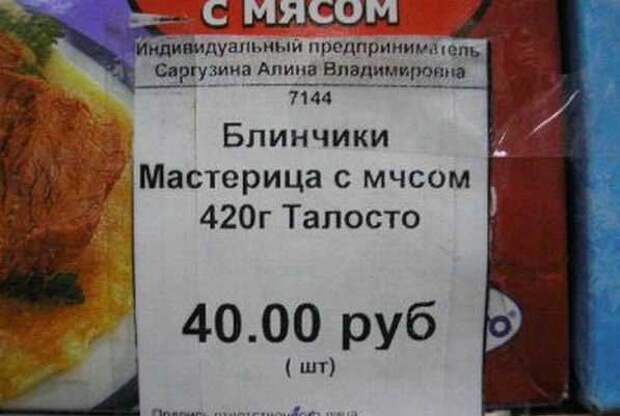 с мясом
Индивидуальный предприниматель
Саргузина Алина Владимировна
7144
Блинчики
Мастерица с мчсом
420г Талосто
40.00 руб
( шт)